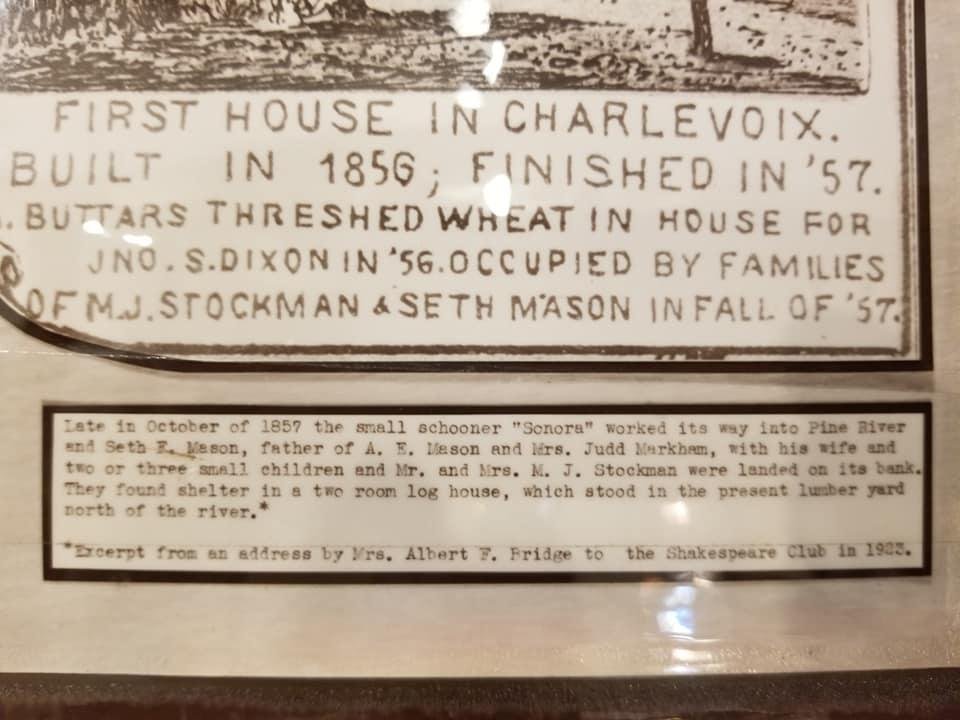 FIRST HOUSE IN CHARLEVOIX.
BUILT IN 1856; FINISHED IN '57.
. BUTTARS THRESHED WHEAT IN HOUSE FOR
JNO. S. DIXON IN '56. OCCUPIED BY FAMILIES
OF M.J. STOCKMAN & SETH MASON IN FALL OF '57.
Late in October of 1857 the small schooner "Sonora" worked its way into Pine River
and Seth E. Mason, father of A. E. Mason and Mrs. Judd Markham, with his wife and
two or three small children and Mr. and Mrs. M. J. Stockman were landed on its bank.
They found shelter in a two room log house, which stood in the present lumber yard
north of the river.*
*Excerpt from an address by Mrs. Albert F. Bridge to the Shakespeare Club in 1923.